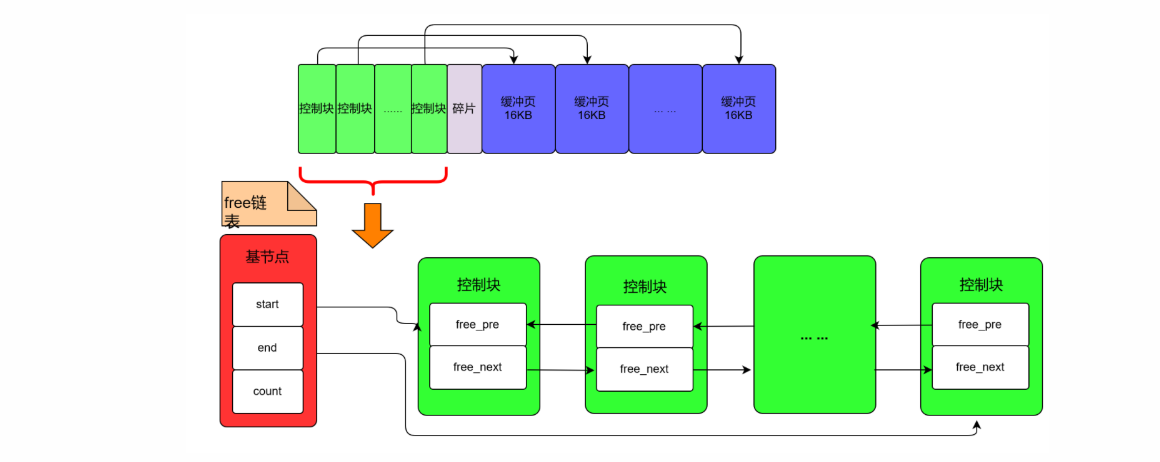 控制块
控制块
......
控制块
碎片
缓冲页
16KB
缓冲页
16KB
... ...
缓冲页
16KB
free链
表
基节点
start
end
count
控制块
free_pre
free_next
控制块
free_pre
free_next
... ...
控制块
free_pre
free_next